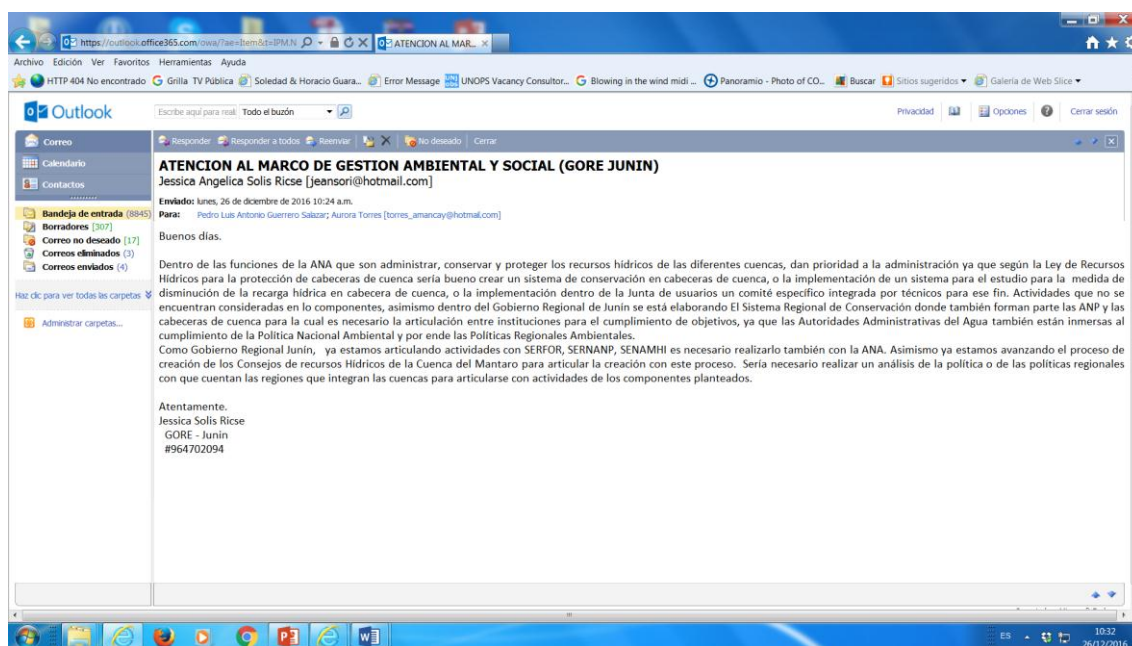 https://outlook.office365.com/owa/?ae=Item&t=IPM.N
ATENCION AL MAR...
Archivo Edición Ver Favoritos Herramientas Ayuda
HTTP 404 No encontrado Grilla TV Pública Soledad & Horacio Guara... Error Message UNOPS Vacancy Consultor... Blowing in the wind midi ... Panoramio - Photo of CO... Buscar Sitios sugeridos Galería de Web Slice
Outlook
Escribe aquí para reali Todo el buzón
Privacidad Opciones Cerrar sesión
Correo
Calendario
Contactos
Bandeja de entrada (8845)
Borradores [307]
Correo no deseado [17]
Correos eliminados (3)
Correos enviados (4)
Haz clic para ver todas las carpetas
Administrar carpetas...
Responder Responder a todos Reenviar No deseado Cerrar
ATENCION AL MARCO DE GESTION AMBIENTAL Y SOCIAL (GORE JUNIN)
Jessica Angelica Solis Ricse [jeansori@hotmail.com]
Enviado: lunes, 26 de diciembre de 2016 10:24 a.m.
Para: Pedro Luis Antonio Guerrero Salazar; Aurora Torres [torres_amancay@hotmail.com]
Buenos días.
Dentro de las funciones de la ANA que son administrar, conservar y proteger los recursos hídricos de las diferentes cuencas, dan prioridad a la administración ya que según la Ley de Recursos
Hídricos para la protección de cabeceras de cuenca sería bueno crear un sistema de conservación en cabeceras de cuenca, o la implementación de un sistema para el estudio para la medida de
disminución de la recarga hídrica en cabecera de cuenca, o la implementación dentro de la Junta de usuarios un comité específico integrada por técnicos para ese fin. Actividades que no se
encuentran consideradas en lo componentes, asimismo dentro del Gobierno Regional de Junín se está elaborando El Sistema Regional de Conservación donde también forman parte las ANP y las
cabeceras de cuenca para la cual es necesario la articulación entre instituciones para el cumplimiento de objetivos, ya que las Autoridades Administrativas del Agua también están inmersas al
cumplimiento de la Política Nacional Ambiental y por ende las Políticas Regionales Ambientales.
Como Gobierno Regional Junín, ya estamos articulando actividades con SERFOR, SERNANP, SENAMHI es necesario realizarlo también con la ANA. Asimismo ya estamos avanzando el proceso de
creación de los Consejos de recursos Hídricos de la Cuenca del Mantaro para articular la creación con este proceso. Sería necesario realizar un análisis de la política o de las políticas regionales
con que cuentan las regiones que integran las cuencas para articularse con actividades de los componentes planteados.
Atentamente.
Jessica Solis Ricse
GORE - Junin
#964702094
ES
10:32
26/12/2016